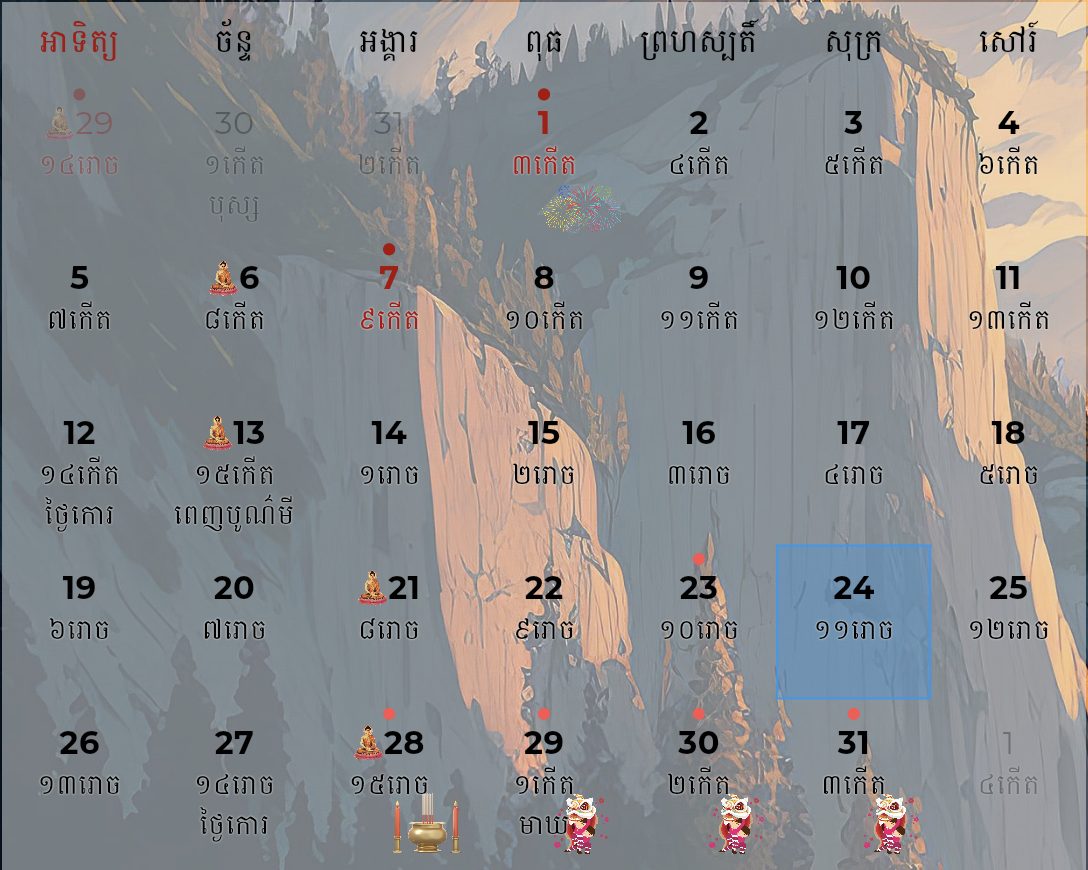 អាទិត្យ ច័ន្ទ អង្គារ ពុធ ព្រហស្បតិ៍ សុក្រ សៅរ៍
29 30 31 1 2 3 4
១៤រោច ១កើត ២កើត ៣កើត ៤កើត ៥កើត ៦កើត
បុស្ស
5 6 7 8 9 10 11
៧កើត ៨កើត ៩កើត ១០កើត ១១កើត ១២កើត ១៣កើត
12 13 14 15 16 17 18
១៤កើត ១៥កើត ១រោច ២រោច ៣រោច ៤រោច ៥រោច
ថ្ងៃកោរ ពេញបូណ៌មី
19 20 21 22 23 24 25
៦រោច ៧រោច ៨រោច ៩រោច ១០រោច ១១រោច ១២រោច
26 27 28 29 30 31 1
១៣រោច ១៤រោច ១៥រោច ១កើត ២កើត ៣កើត ៤កើត
ថ្ងៃកោរ មាឃ